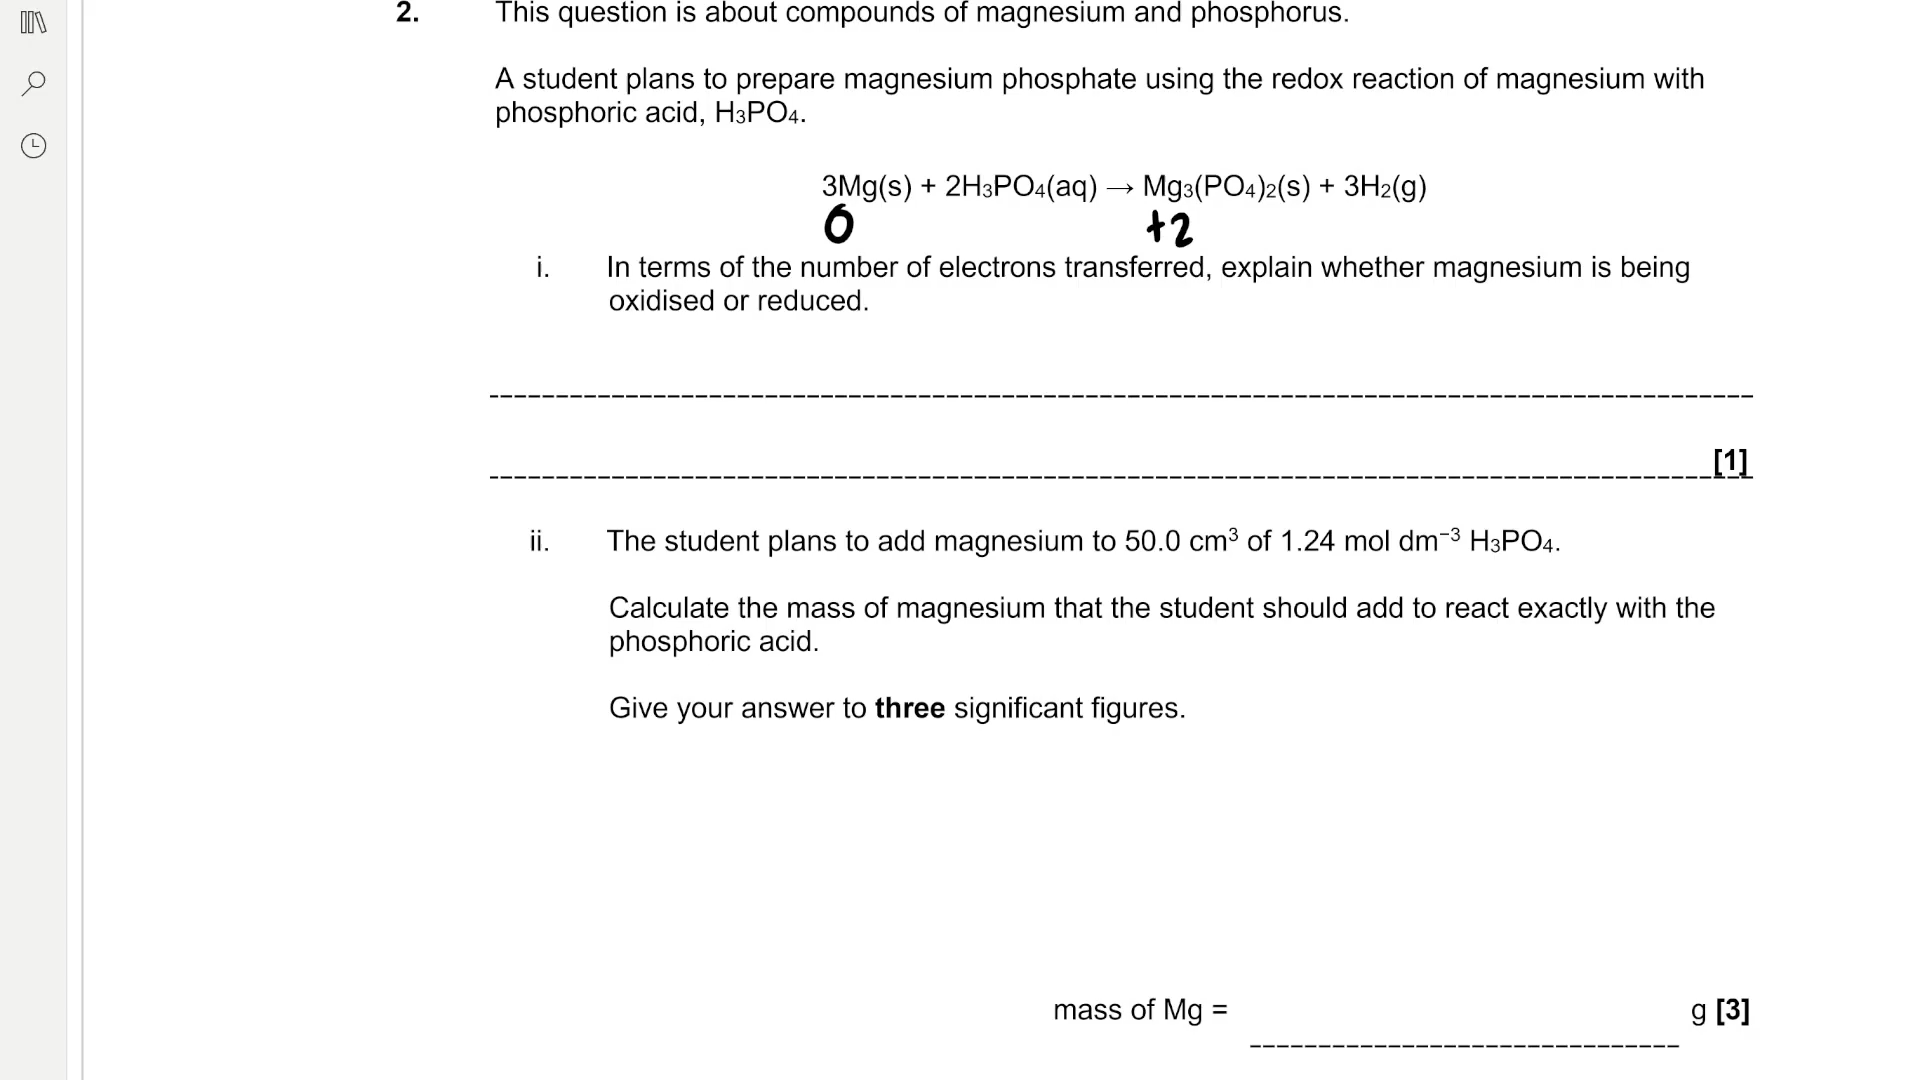 2. This question is about compounds of magnesium and phosphorus.
A student plans to prepare magnesium phosphate using the redox reaction of magnesium with
phosphoric acid, H₃PO₄.
3Mg(s) + 2H₃PO₄(aq) → Mg₃(PO₄)₂(s) + 3H₂(g)
0 +2
i. In terms of the number of electrons transferred, explain whether magnesium is being
oxidised or reduced.
[1]
ii. The student plans to add magnesium to 50.0 cm³ of 1.24 mol dm⁻³ H₃PO₄.
Calculate the mass of magnesium that the student should add to react exactly with the
phosphoric acid.
Give your answer to three significant figures.
mass of Mg = g [3]